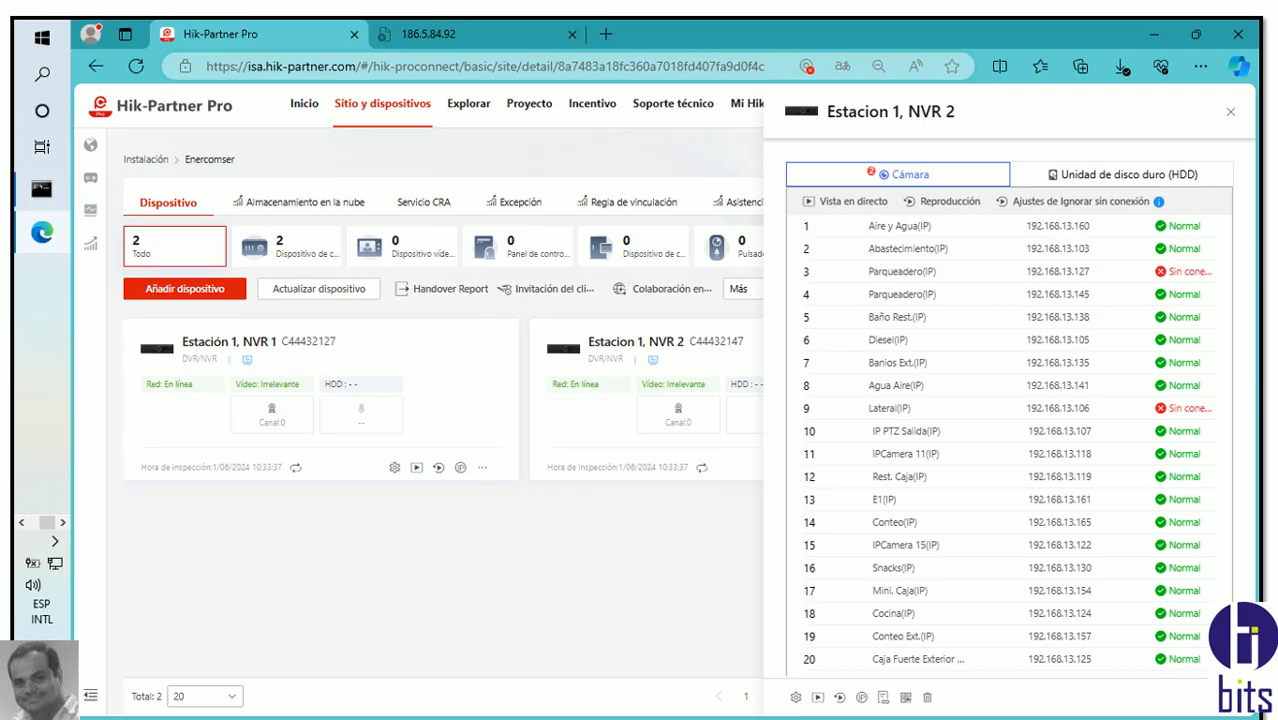 Hik-Partner Pro
186.5.84.92
https://isa.hik-partner.com/#/hik-proconnect/basic/site/detail/8a7483a18fc360a7018fd407fa9d0f4c
Hik-Partner Pro
Inicio
Sitio y dispositivos
Explorar
Proyecto
Incentivo
Soporte técnico
Mi Hik
Instalación > Enercomser
Dispositivo
Almacenamiento en la nube
Servicio CRA
Excepción
Regla de vinculación
Asistenci
2
Todo
2
Dispositivo de c...
0
Dispositivo víde...
0
Panel de contro...
0
Dispositivo de c...
0
Pulsado
Añadir dispositivo
Actualizar dispositivo
Handover Report
Invitación del cli...
Colaboración en...
Más
Estación 1, NVR 1 C44432127
DVR/NVR
Red: En línea
Vídeo: Irrelevante
HDD : - -
Canal:0
--
Hora de inspección:1/06/2024 10:33:37
Estacion 1, NVR 2 C44432147
DVR/NVR
Red: En línea
Vídeo: Irrelevante
HDD : - -
Canal:0
Hora de inspección:1/06/2024 10:33:37
Total: 2
20
1
Estacion 1, NVR 2
2 Cámara
Unidad de disco duro (HDD)
Vista en directo
Reproducción
Ajustes de Ignorar sin conexión
1 Aire y Agua(IP) 192.168.13.160 Normal
2 Abastecimiento(IP) 192.168.13.136 Normal
3 Parqueadero(IP) 192.168.13.127 Sin cone...
4 Parqueadero(IP) 192.168.13.145 Normal
5 Baño Rest.(IP) 192.168.13.138 Normal
6 Diesel(IP) 192.168.13.105 Normal
7 Banios Ext.(IP) 192.168.13.135 Normal
8 Agua Aire(IP) 192.168.13.141 Normal
9 Lateral(IP) 192.168.13.106 Sin cone...
10 IP PTZ Salida(IP) 192.168.13.107 Normal
11 IPCamera 11(IP) 192.168.13.118 Normal
12 Rest. Caja(IP) 192.168.13.119 Normal
13 E1(IP) 192.168.13.161 Normal
14 Conteo(IP) 192.168.13.165 Normal
15 IPCamera 15(IP) 192.168.13.122 Normal
16 Snacks(IP) 192.168.13.130 Normal
17 Mini. Caja(IP) 192.168.13.154 Normal
18 Cocina(IP) 192.168.13.124 Normal
19 Conteo Ext.(IP) 192.168.13.157 Normal
20 Caja Fuerte Exterior ... 192.168.13.125 Normal
ESP
INTL
bits